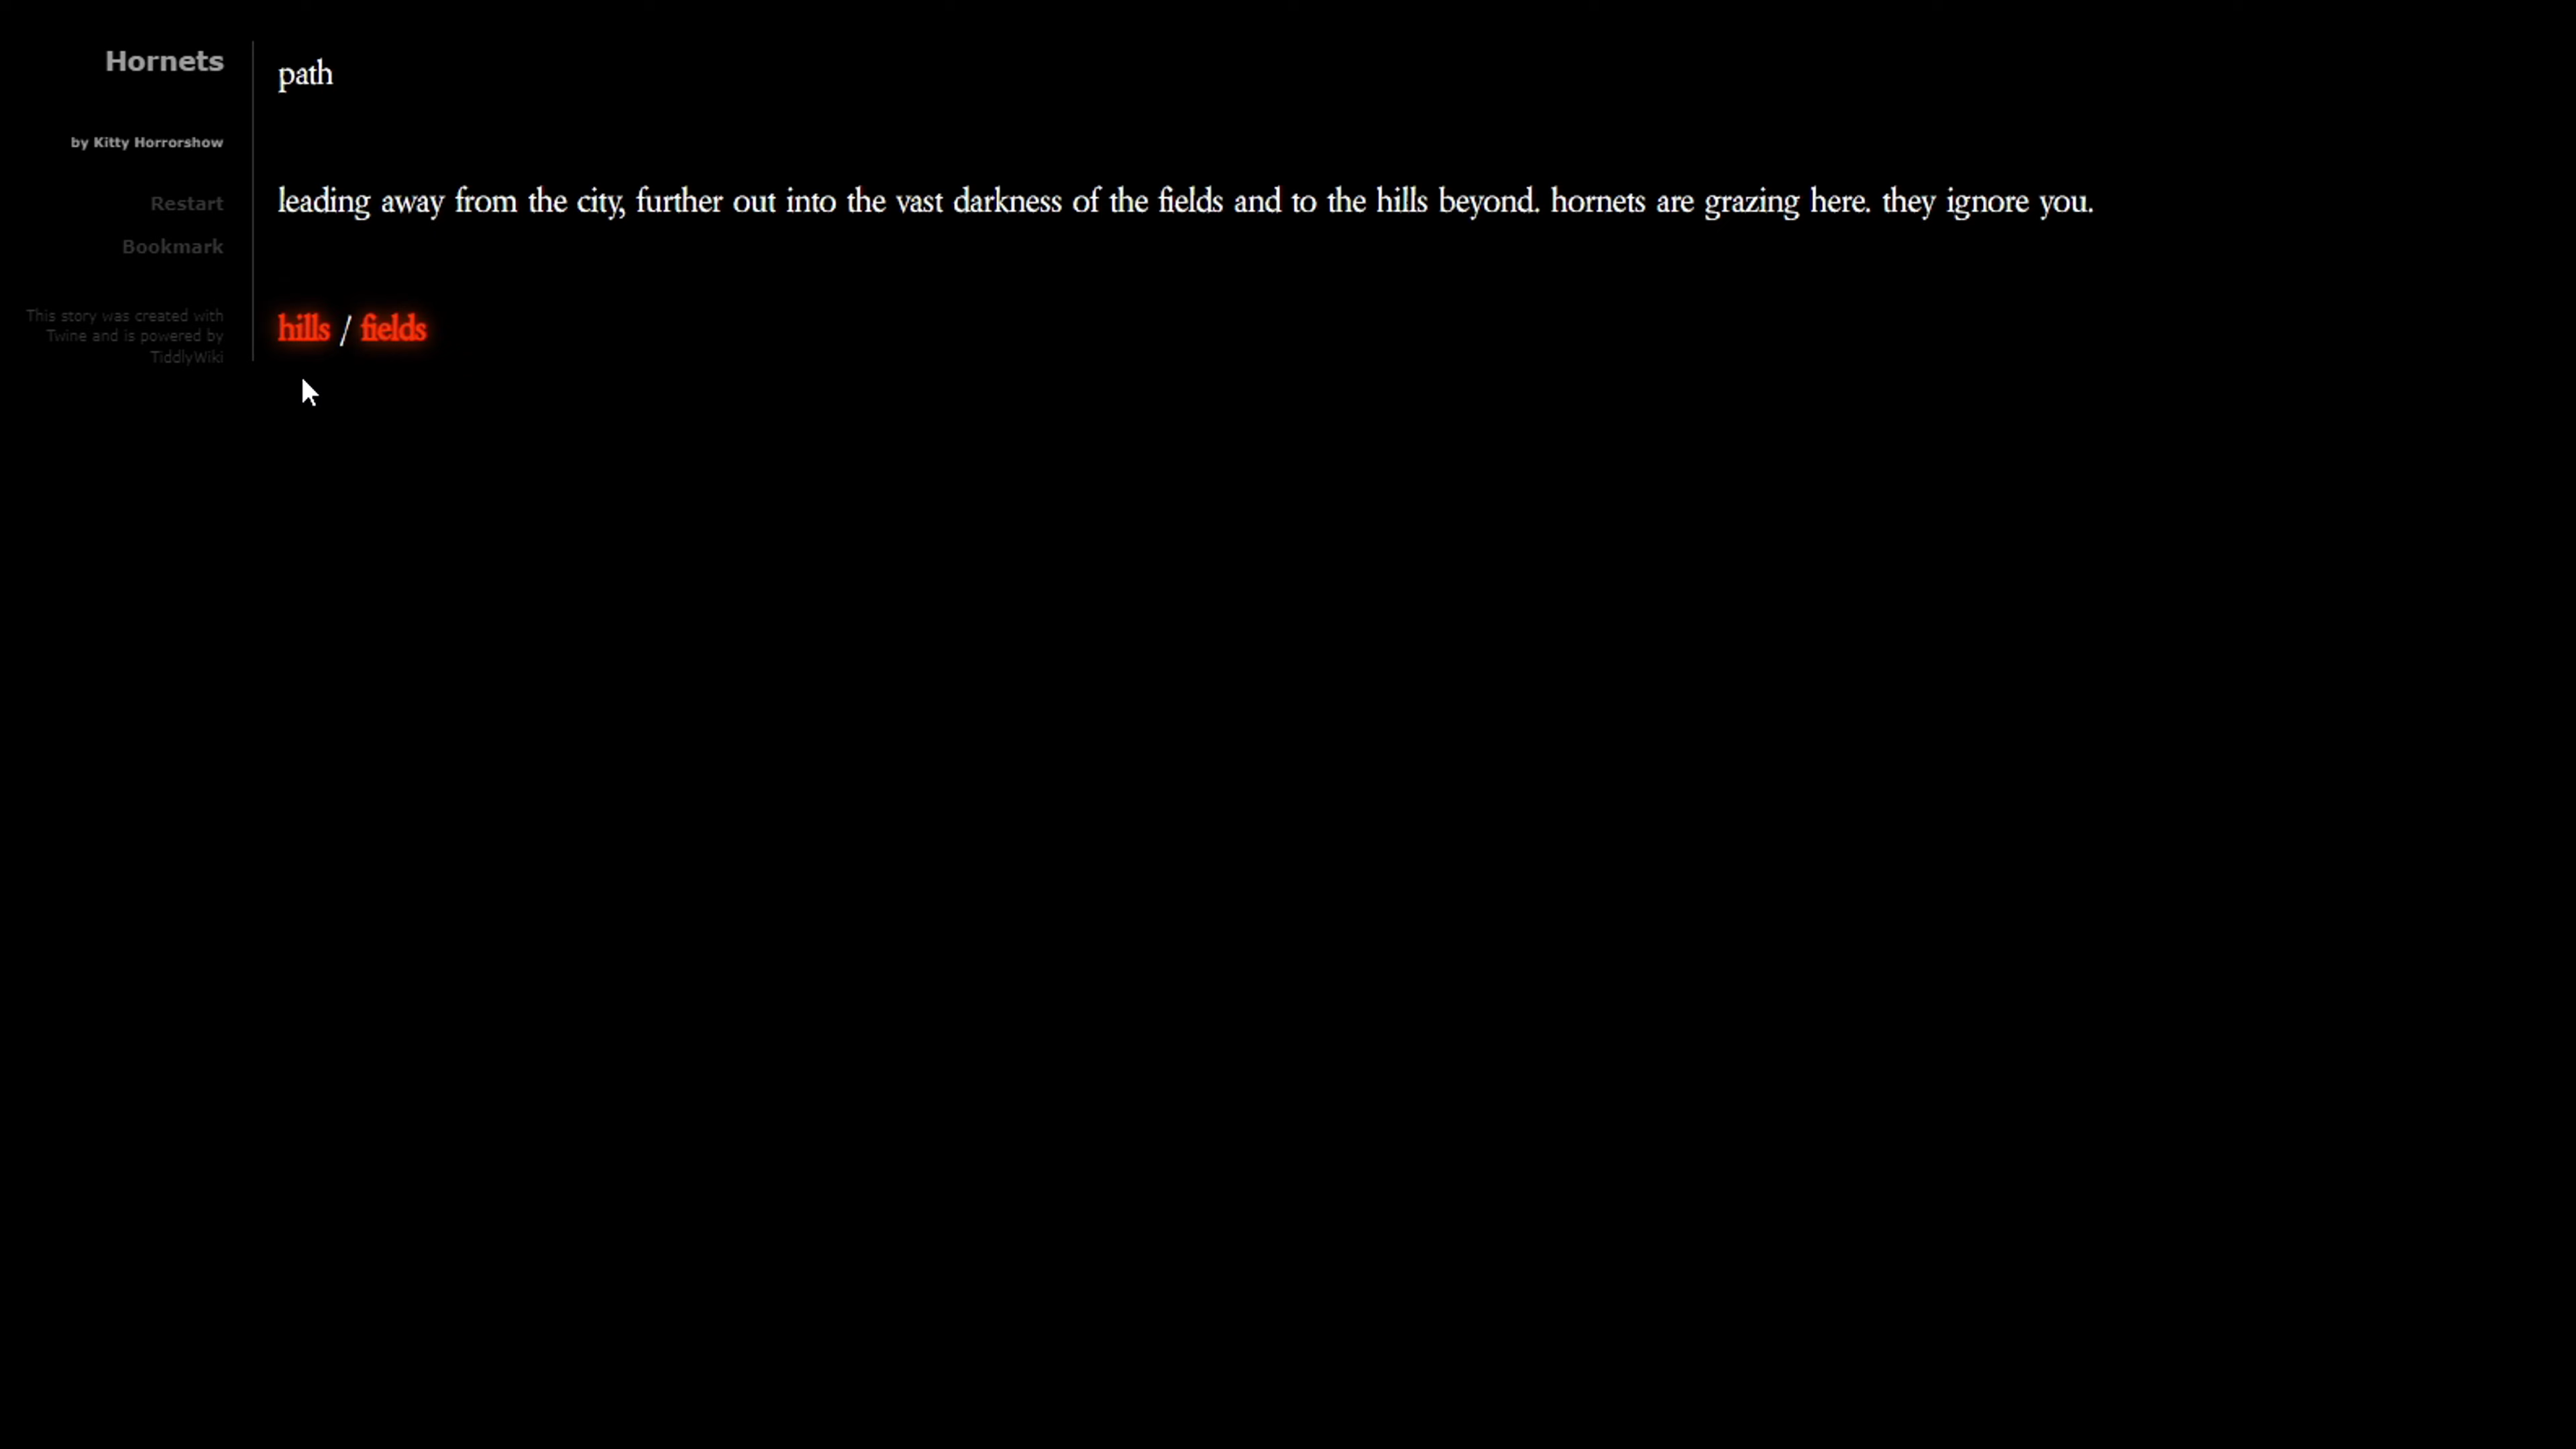 Hornets
by Kitty Horrorshow
Restart
Bookmark
This story was created with
Twine and is powered by
TiddlyWiki
path
leading away from the city, further out into the vast darkness of the fields and to the hills beyond. hornets are grazing here. they ignore you.
hills / fields